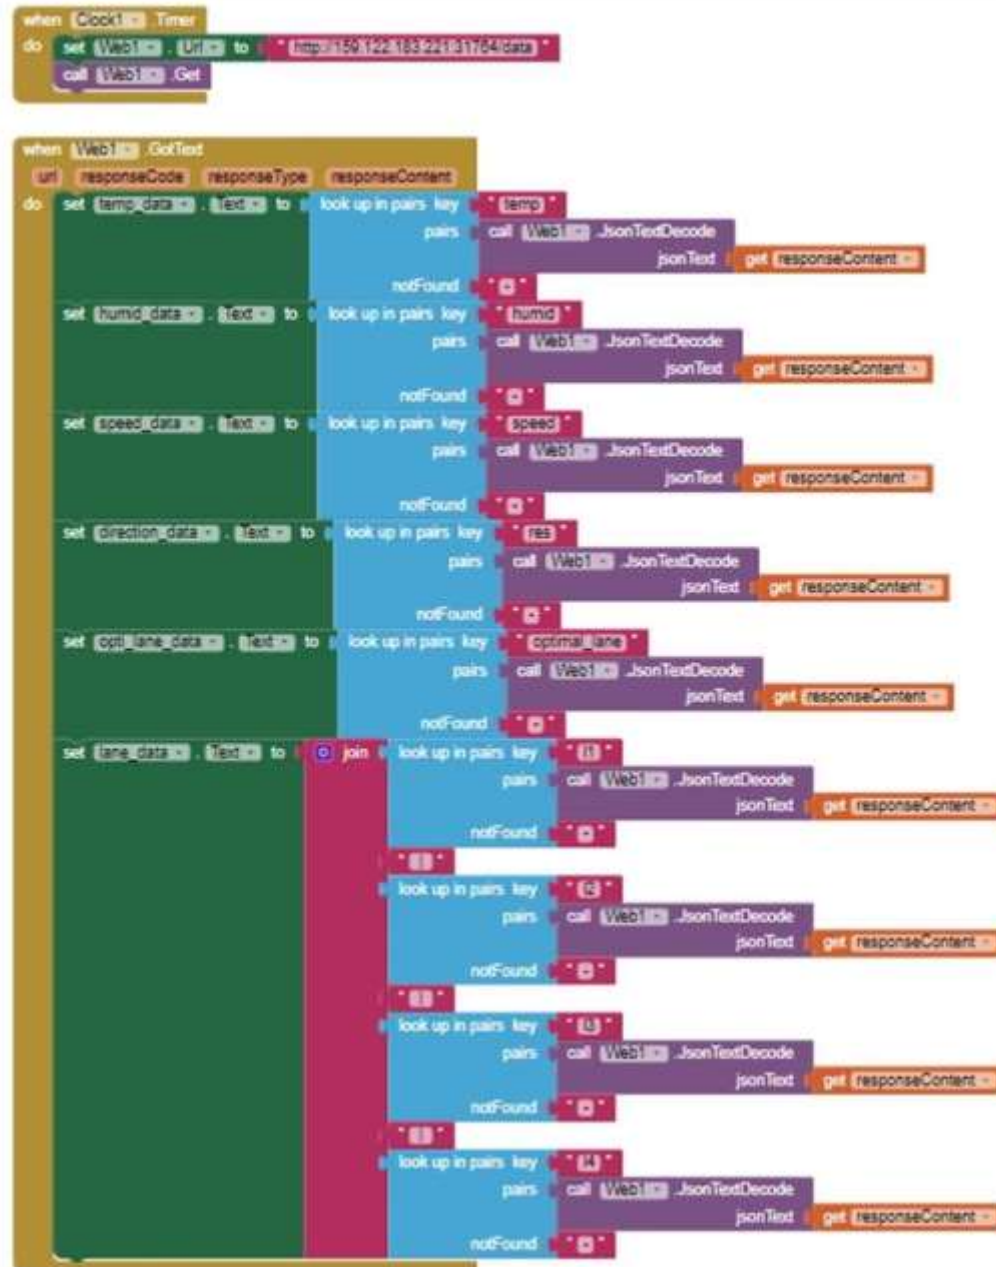 when Clock1 .Timer
do set Web1 . Url to " http://159.122.183.221:31764/data "
call Web1 .Get
when Web1 .GotText
url responseCode responseType responseContent
do set temp_data . Text to look up in pairs key " temp "
pairs call Web1 .JsonTextDecode
jsonText get responseContent
notFound " - "
set humid_data . Text to look up in pairs key " humid "
pairs call Web1 .JsonTextDecode
jsonText get responseContent
notFound " - "
set speed_data . Text to look up in pairs key " speed "
pairs call Web1 .JsonTextDecode
jsonText get responseContent
notFound " - "
set direction_data . Text to look up in pairs key " res "
pairs call Web1 .JsonTextDecode
jsonText get responseContent
notFound " - "
set opti_lane_data . Text to look up in pairs key " optimal_lane "
pairs call Web1 .JsonTextDecode
jsonText get responseContent
notFound " - "
set lane_data . Text to join look up in pairs key " l1 "
pairs call Web1 .JsonTextDecode
jsonText get responseContent
notFound " - "
" | "
look up in pairs key " l2 "
pairs call Web1 .JsonTextDecode
jsonText get responseContent
notFound " - "
" | "
look up in pairs key " l3 "
pairs call Web1 .JsonTextDecode
jsonText get responseContent
notFound " - "
" | "
look up in pairs key " l4 "
pairs call Web1 .JsonTextDecode
jsonText get responseContent
notFound " - "